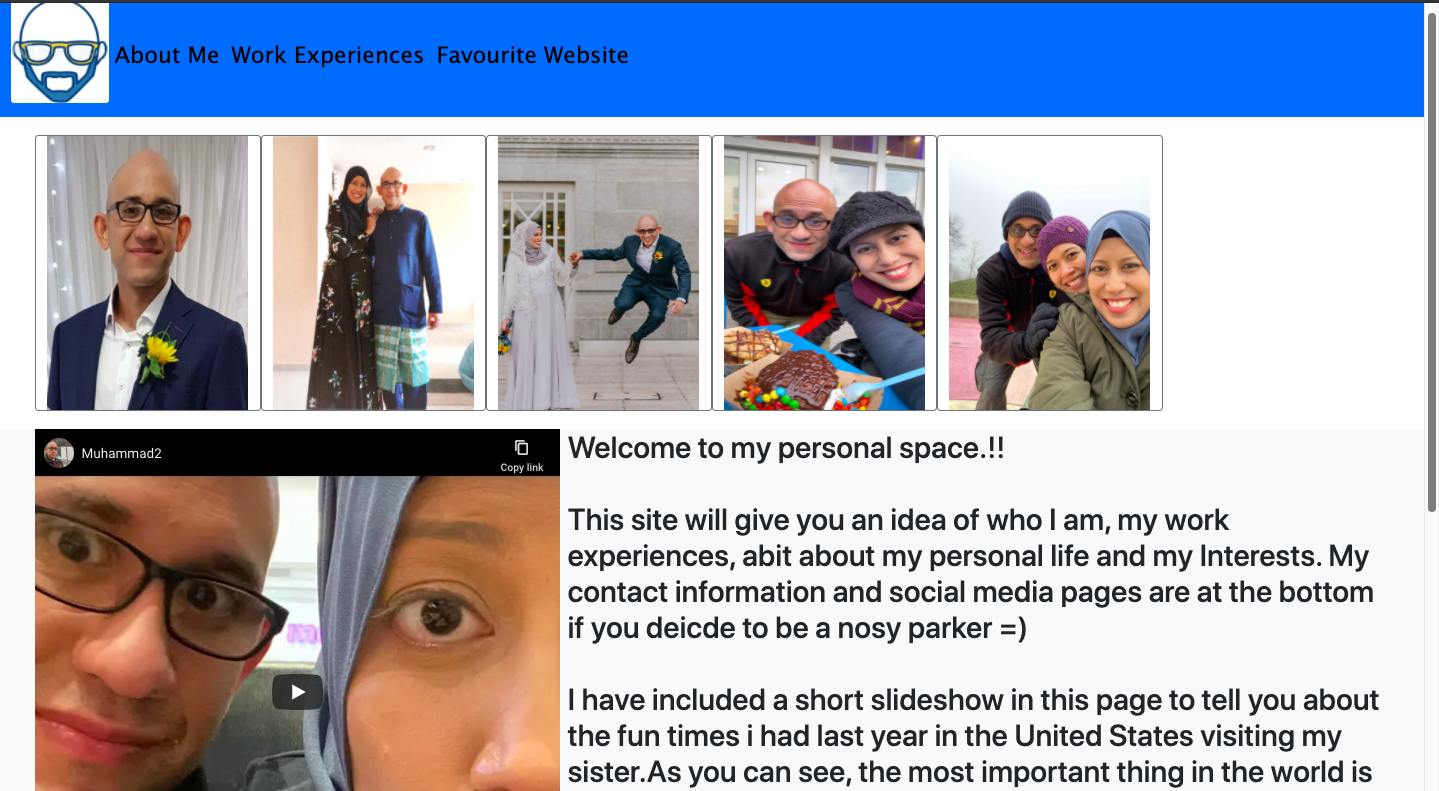 About Me Work Experiences Favourite Website
Muhammad2
Copy link
Welcome to my personal space.!!
This site will give you an idea of who I am, my work
experiences, abit about my personal life and my Interests. My
contact information and social media pages are at the bottom
if you deicde to be a nosy parker =)
I have included a short slideshow in this page to tell you about
the fun times i had last year in the United States visiting my
sister.As you can see, the most important thing in the world is